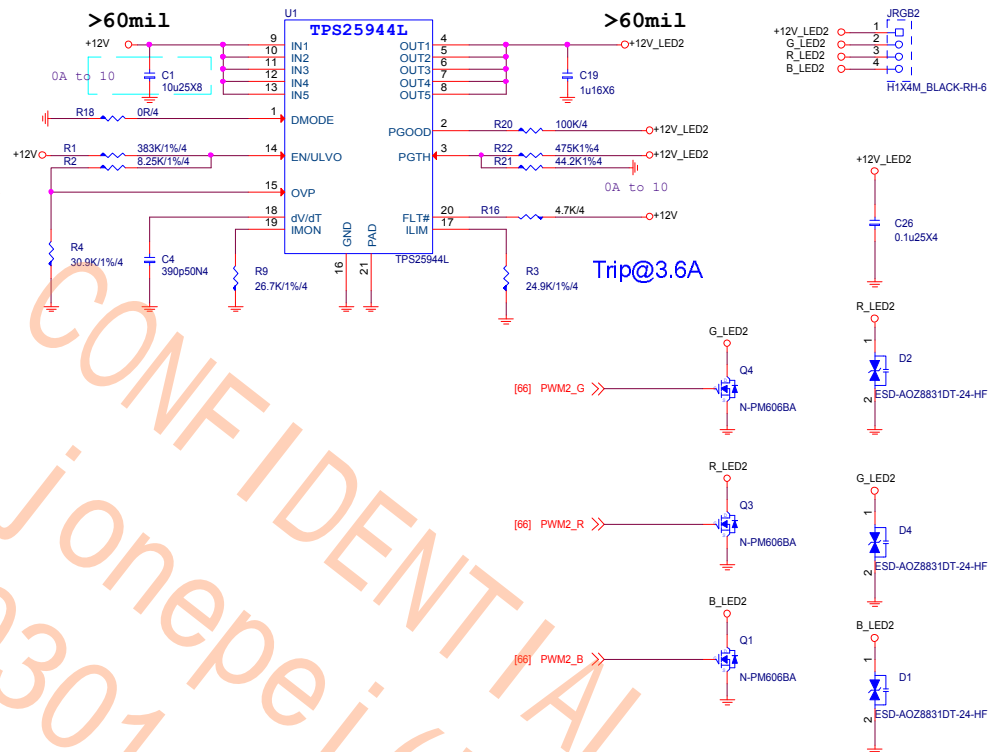 >60mil
U1
TPS25944L
>60mil
+12V
9
IN1
10
IN2
11
IN3
12
IN4
13
IN5
0A to 10
C1
10u25X8
4
OUT1
5
OUT2
6
OUT3
7
OUT4
8
OUT5
+12V_LED2
C19
1u16X6
R18
0R/4
1
DMODE
2
PGOOD
R20
100K/4
+12V_LED2
+12V
R1
383K/1%/4
14
EN/ULVO
R2
8.25K/1%/4
3
PGTH
R22
475K1%4
+12V_LED2
R21
44.2K1%4
0A to 10
15
OVP
18
dV/dT
19
IMON
20
FLT#
R16
4.7K/4
+12V
17
ILIM
GND
PAD
16
21
TPS25944L
R4
30.9K/1%/4
C4
390p50N4
R9
26.7K/1%/4
R3
24.9K/1%/4
Trip@3.6A
JRGB2
+12V_LED2
1
G_LED2
2
R_LED2
3
B_LED2
4
H1X4M_BLACK-RH-6
+12V_LED2
C26
0.1u25X4
G_LED2
[66] PWM2_G
Q4
N-PM606BA
R_LED2
[66] PWM2_R
Q3
N-PM606BA
B_LED2
[66] PWM2_B
Q1
N-PM606BA
R_LED2
1
D2
2
ESD-AOZ8831DT-24-HF
G_LED2
1
D4
2
ESD-AOZ8831DT-24-HF
B_LED2
1
D1
2
ESD-AOZ8831DT-24-HF
CONFIDENTIAL
jonepei(